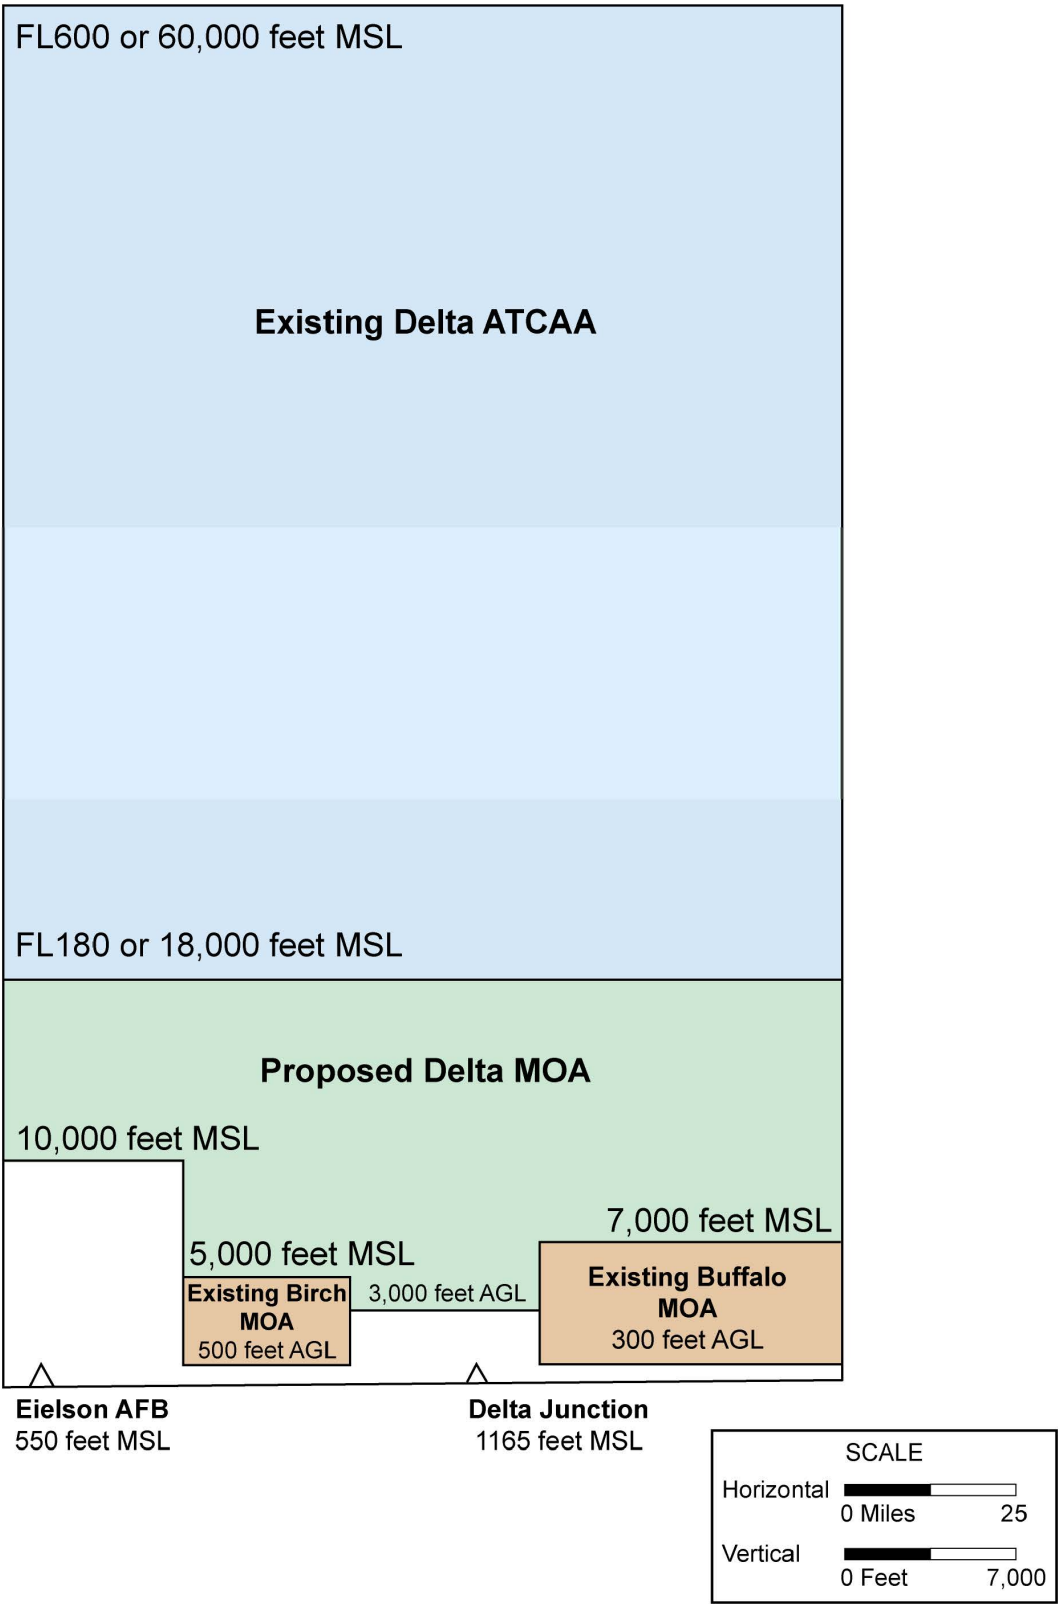 FL600 or 60,000 feet MSL
Existing Delta ATCAA
FL180 or 18,000 feet MSL
Proposed Delta MOA
10,000 feet MSL
7,000 feet MSL
5,000 feet MSL
Existing Birch
MOA
500 feet AGL
3,000 feet AGL
Existing Buffalo
MOA
300 feet AGL
Eielson AFB
550 feet MSL
Delta Junction
1165 feet MSL
SCALE
Horizontal
0 Miles 25
Vertical
0 Feet 7,000